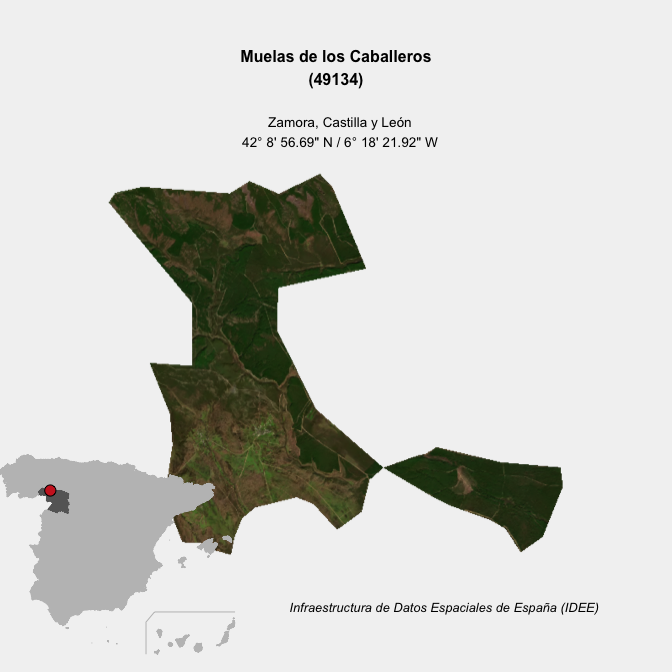 Muelas de los Caballeros
(49134)
Zamora, Castilla y León
42° 8' 56.69" N / 6° 18' 21.92" W
Infraestructura de Datos Espaciales de España (IDEE)